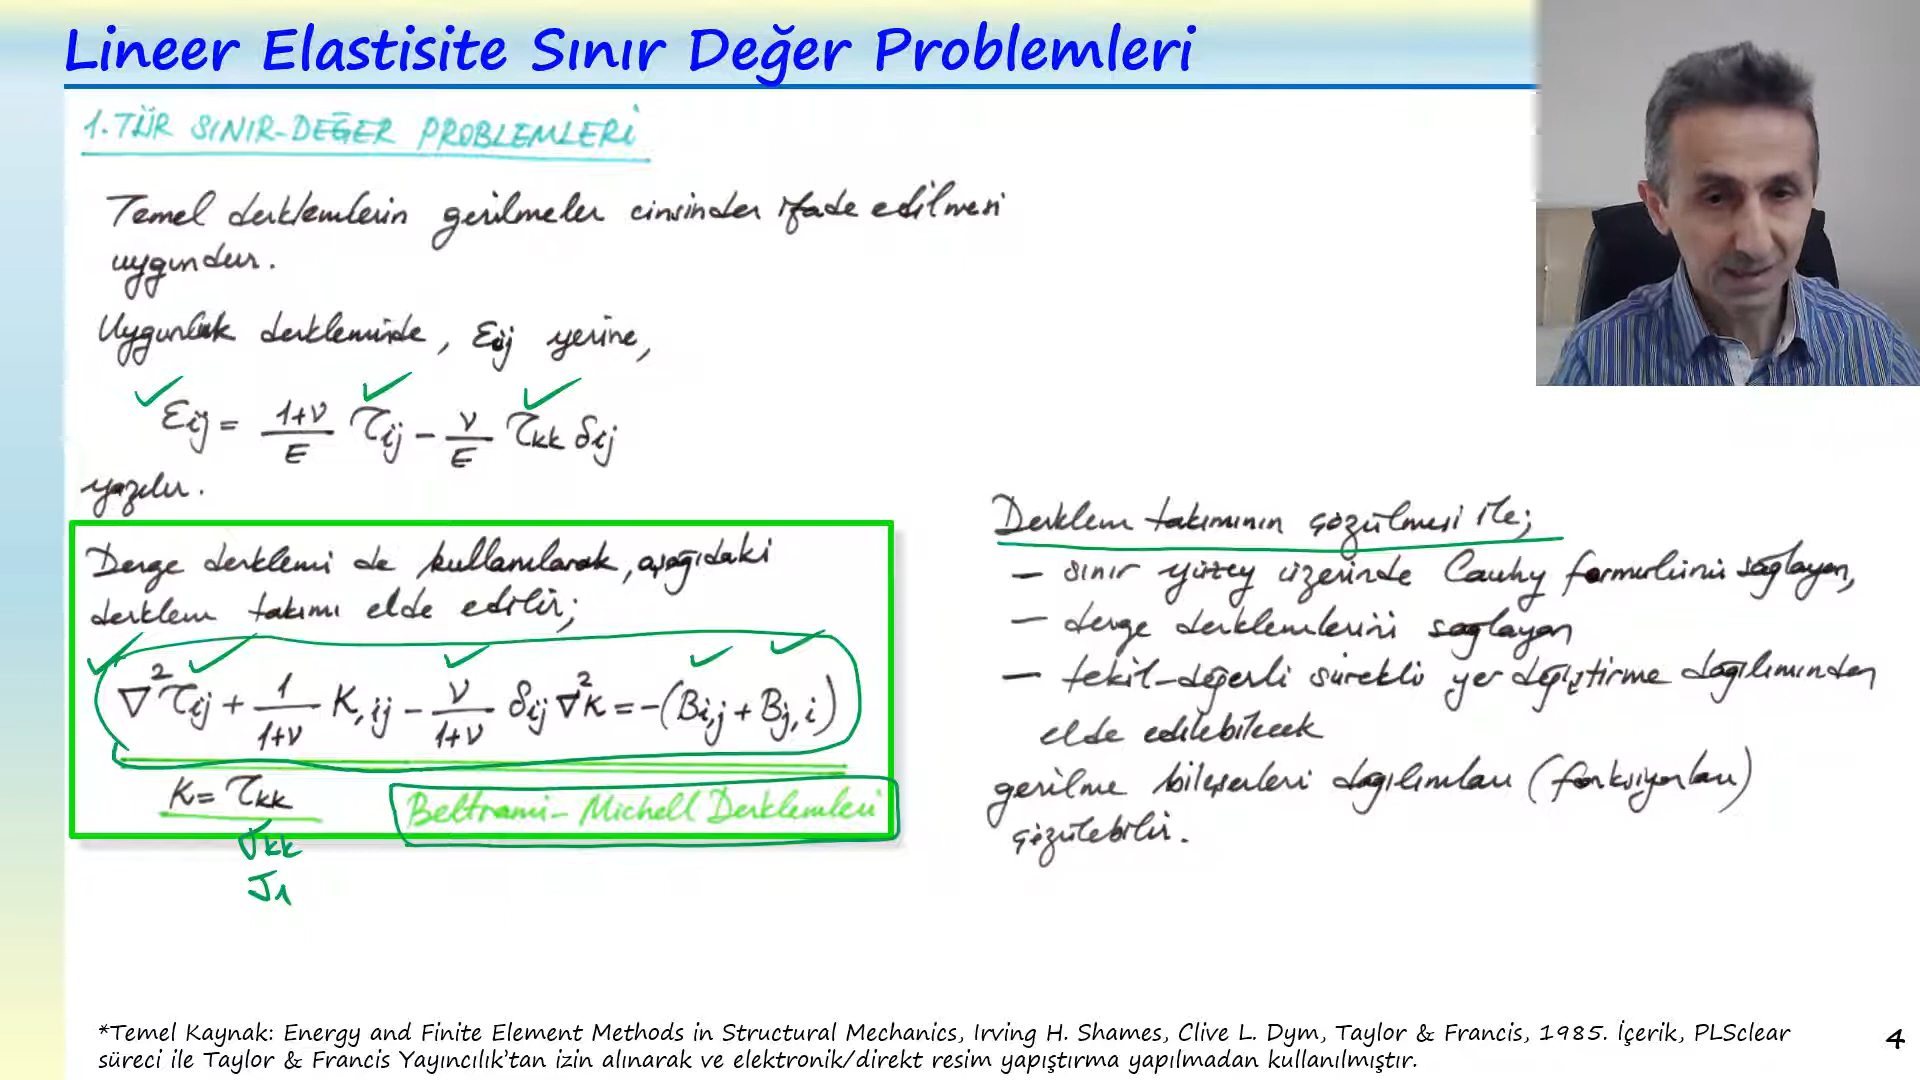 Lineer Elastisite Sınır Değer Problemleri
1. TÜR SINIR-DEĞER PROBLEMLERİ
Temel denklemlerin gerilmeler cinsinden ifade edilmesi
uygundur.
Uygunluk denkleminde, εij yerine,
εij = (1+ν)/E τij - ν/E τkk δij
yazılır.
Denge denklemi de kullanılarak, aşağıdaki
denklem takımı elde edilir;
∇²τij + 1/(1+ν) K,ij - ν/(1+ν) δij ∇²K = -(Bi,j + Bj,i)
K = τkk
Beltrami-Michell Denklemleri
σkk
J1
Denklem takımının çözülmesi ile;
- sınır yüzey üzerinde Cauhy formülünü sağlayan,
- denge denklemlerini sağlayan
- tekil-değerli sürekli yer değiştirme dağılımından
elde edilebilecek
gerilme bileşenleri dağılımları (fonksiyonları)
çözülebilir.
*Temel Kaynak: Energy and Finite Element Methods in Structural Mechanics, Irving H. Shames, Clive L. Dym, Taylor & Francis, 1985. İçerik, PLSclear
süreci ile Taylor & Francis Yayıncılık'tan izin alınarak ve elektronik/direkt resim yapıştırma yapılmadan kullanılmıştır.
4